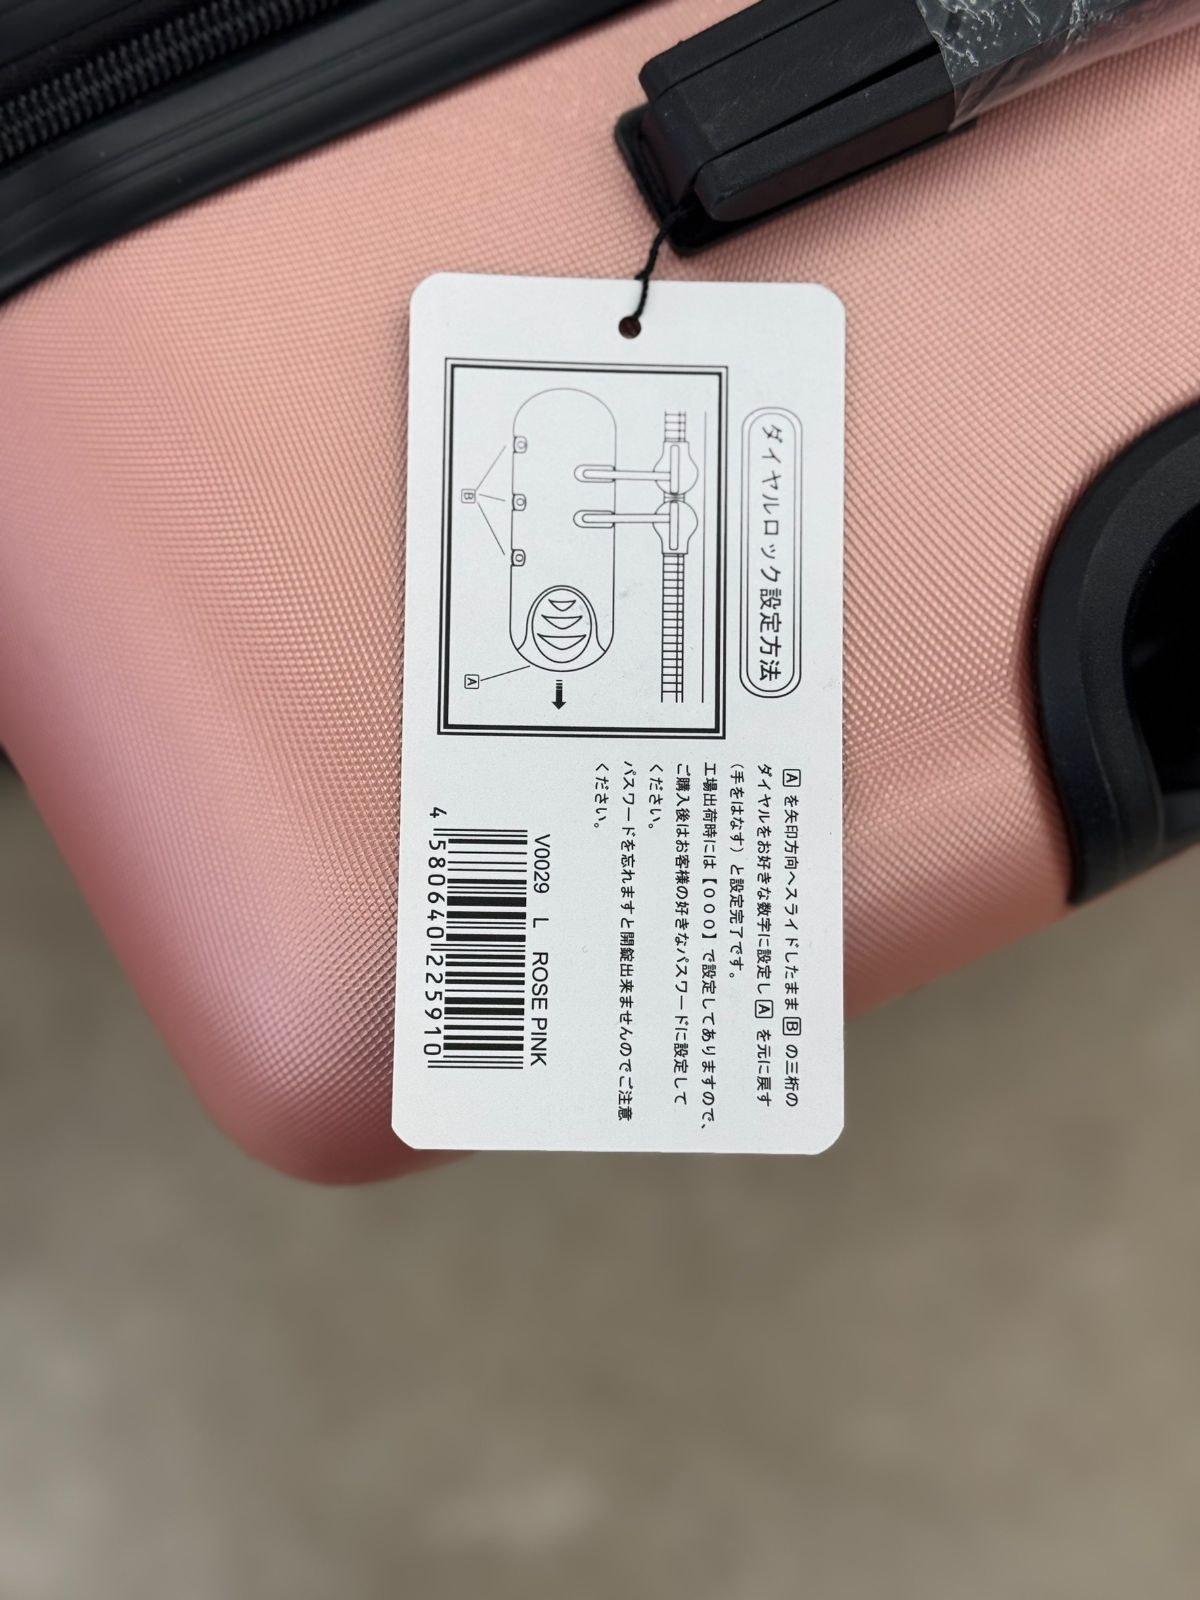 ダイヤルロック設定方法
B
A
Aを矢印方向へスライドしたままBの三桁の
ダイヤルをお好きな数字に設定しAを元に戻す
(手をはなす)と設定完了です。
工場出荷時には【000】で設定してありますので、
ご購入後はお客様の好きなパスワードに設定して
ください。
パスワードを忘れますと開錠出来ませんのでご注意
ください。
V0029 L ROSE PINK
4 580640 225910